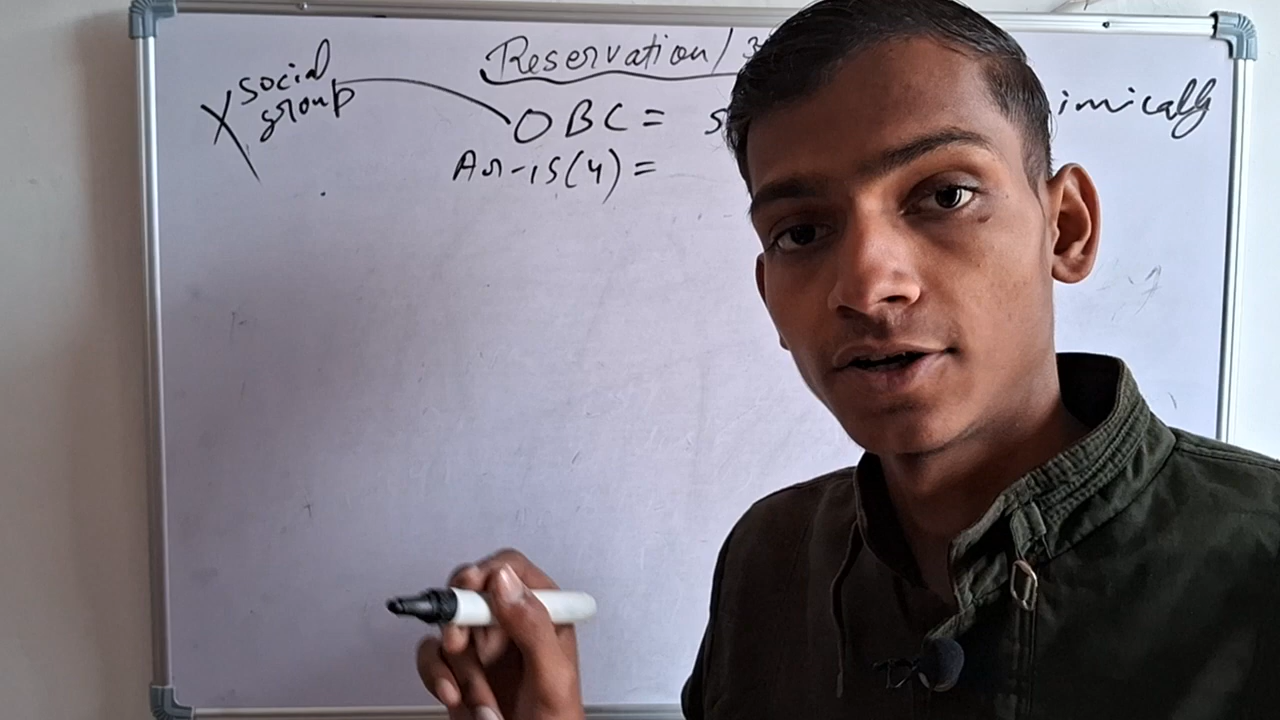 Reservation/
social
group
OBC = imically
Ar-15(4) =